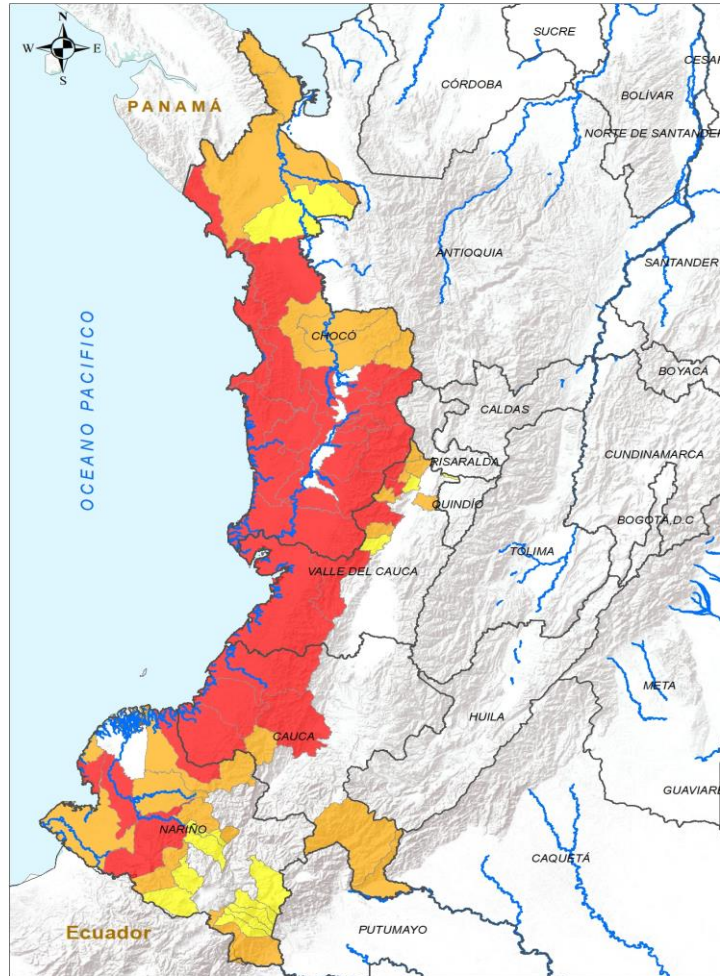 N
W E
S
SUCRE
CESAR
CÓRDOBA
BOLÍVAR
PANAMÁ
NORTE DE SANTANDER
ANTIOQUIA
SANTANDER
OCEANO PACIFICO
CHOCÓ
BOYACÁ
CALDAS
CUNDINAMARCA
RISARALDA
QUINDÍO
BOGOTÁ, D.C
TOLIMA
VALLE DEL CAUCA
META
HUILA
CAUCA
GUAVIARE
NARIÑO
CAQUETÁ
Ecuador
PUTUMAYO